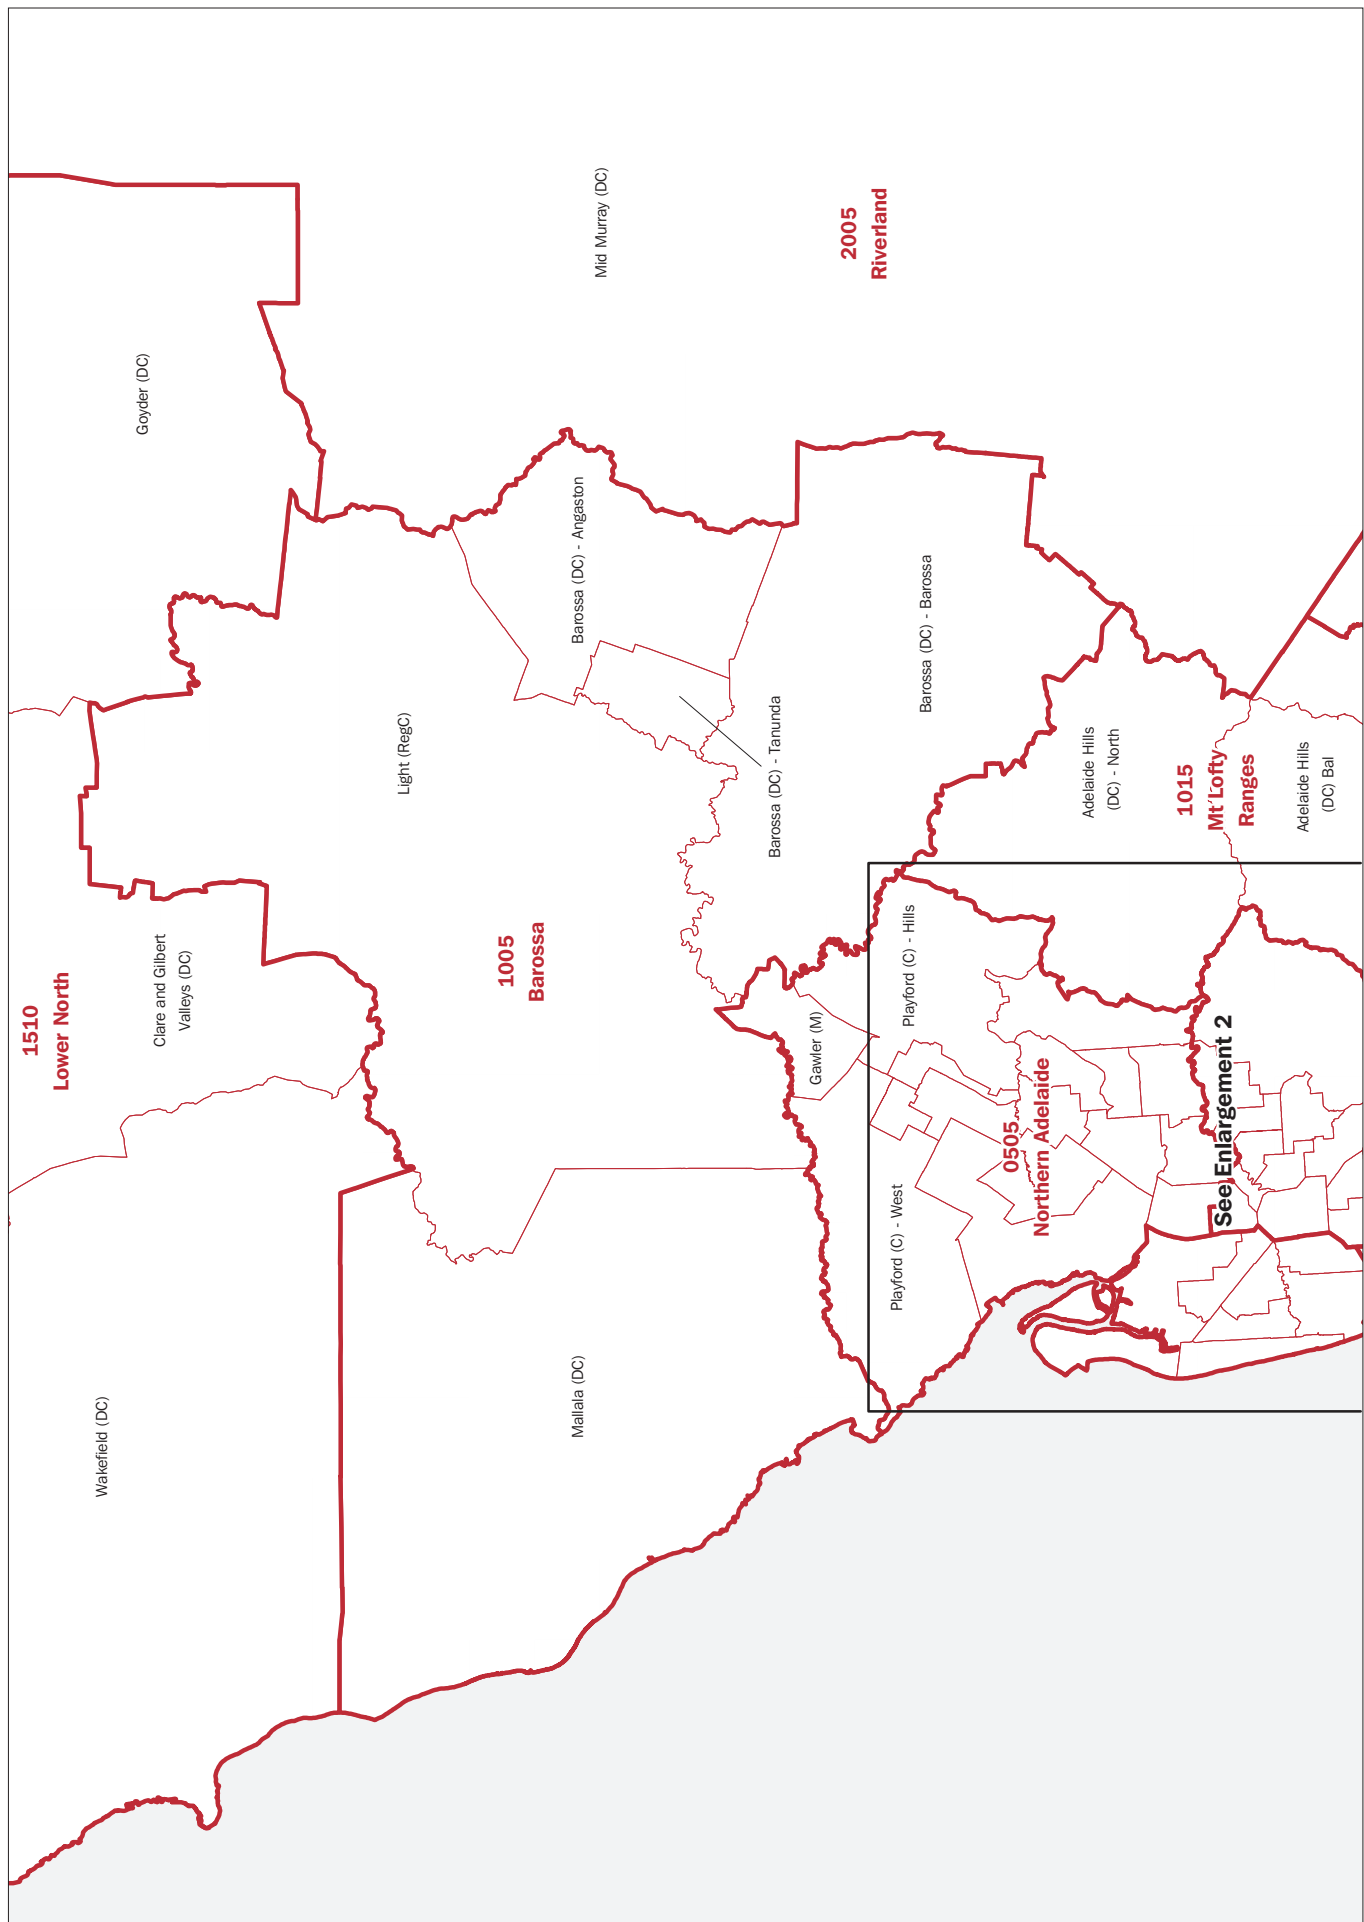 1510
Lower North
Wakefield (DC)
Clare and Gilbert
Valleys (DC)
Goyder (DC)
Light (RegC)
1005
Barossa
Mallala (DC)
Barossa (DC) - Angaston
Mid Murray (DC)
Barossa (DC) - Tanunda
Gawler (M)
2005
Riverland
Playford (C) - West
Playford (C) - Hills
Barossa (DC) - Barossa
0505
Northern Adelaide
Adelaide Hills
(DC) - North
1015
Mt Lofty
Ranges
See Enlargement 2
Adelaide Hills
(DC) Bal